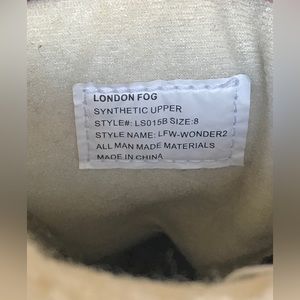 LONDON FOG
SYNTHETIC UPPER
STYLE#: LS015B SIZE:8
STYLE NAME: LFW-WONDER2
ALL MAN MADE MATERIALS
MADE IN CHINA